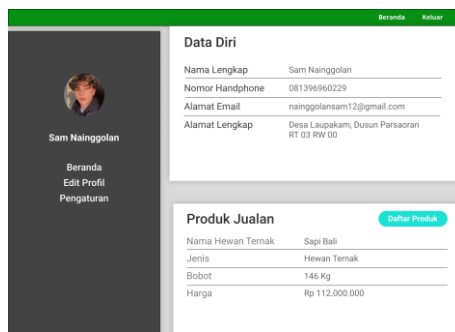 Beranda Keluar
Sam Nainggolan
Beranda
Edit Profil
Pengaturan
Data Diri
Nama Lengkap Sam Nainggolan
Nomor Handphone 081396960229
Alamat Email nainggolansam12@gmail.com
Alamat Lengkap Desa Laupakam, Dusun Parsaoran
RT 03 RW 00
Produk Jualan Daftar Produk
Nama Hewan Ternak Sapi Bali
Jenis Hewan Ternak
Bobot 146 Kg
Harga Rp 112.000.000